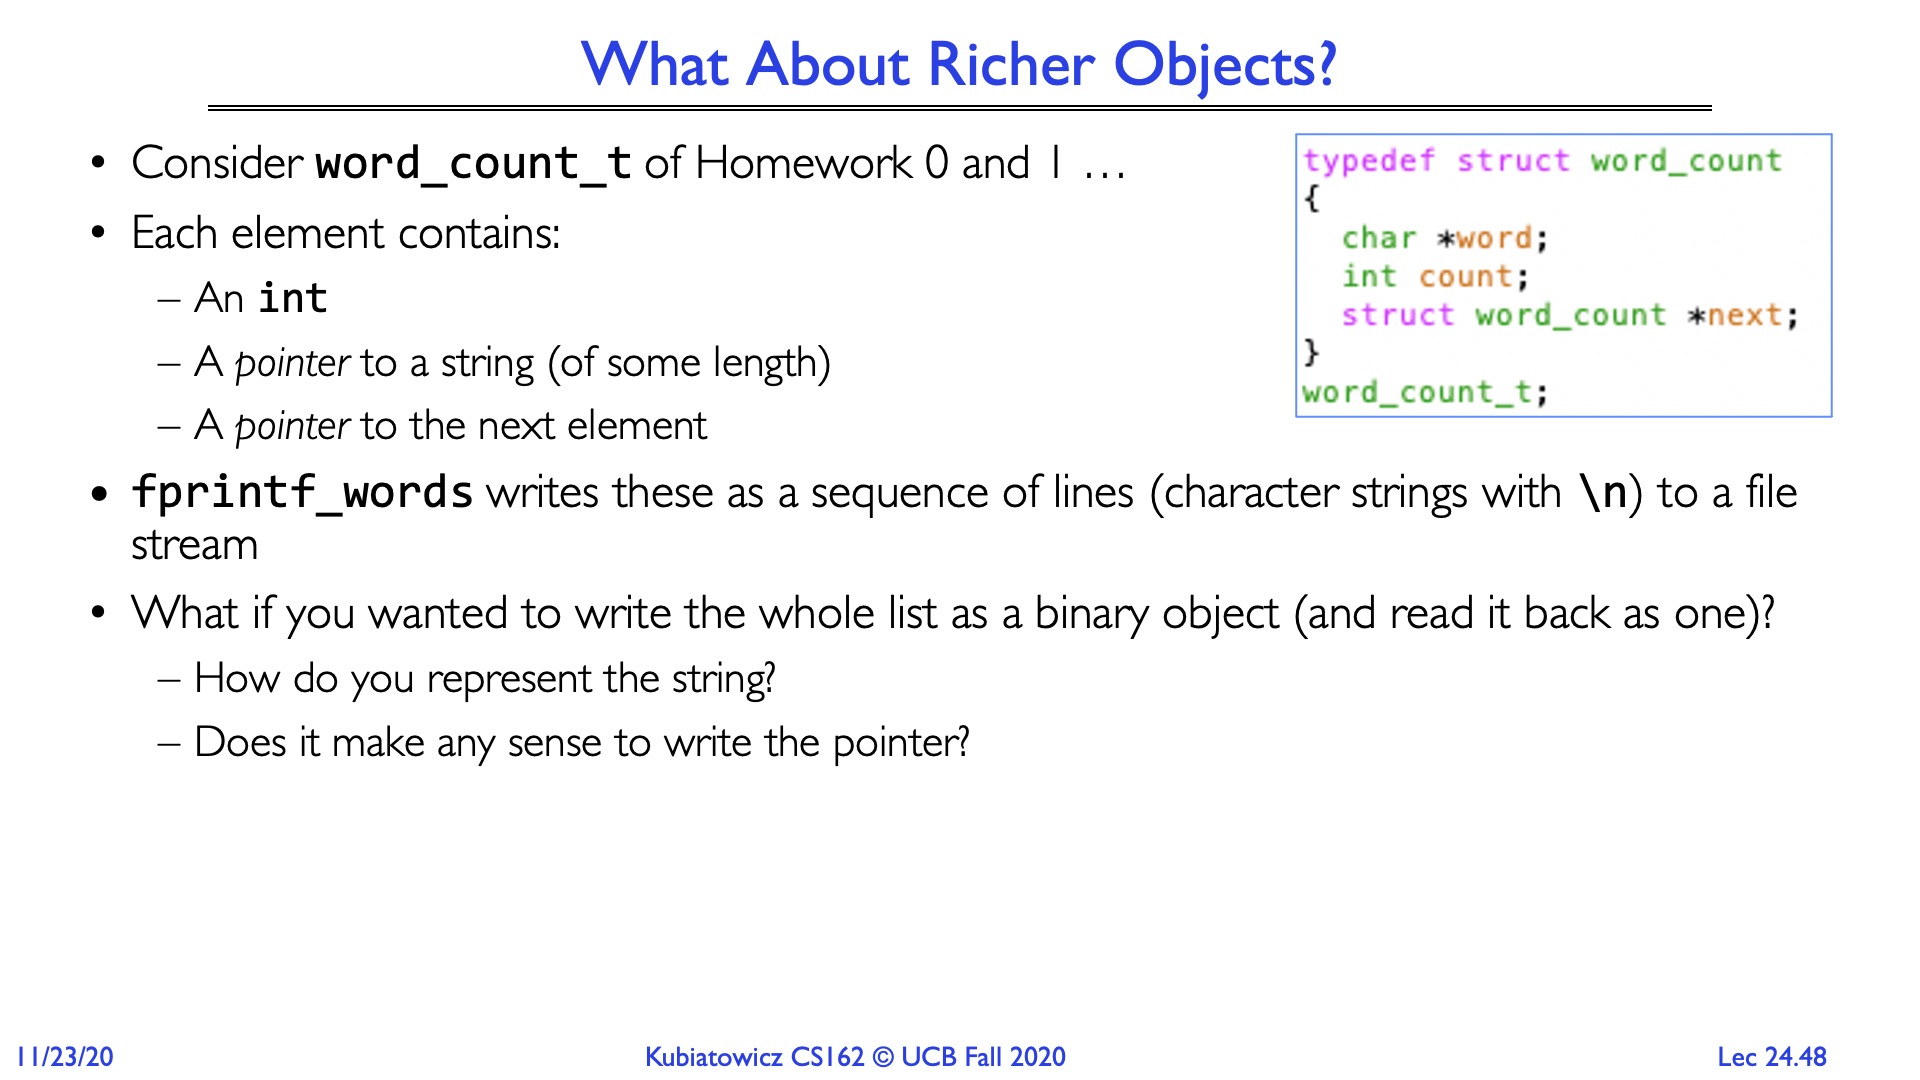 What About Richer Objects?
• Consider word_count_t of Homework 0 and 1 …
• Each element contains:
– An int
– A pointer to a string (of some length)
– A pointer to the next element
typedef struct word_count
{
char *word;
int count;
struct word_count *next;
}
word_count_t;
• fprintf_words writes these as a sequence of lines (character strings with \n) to a file
stream
• What if you wanted to write the whole list as a binary object (and read it back as one)?
– How do you represent the string?
– Does it make any sense to write the pointer?
11/23/20
Kubiatowicz CS162 © UCB Fall 2020
Lec 24.48